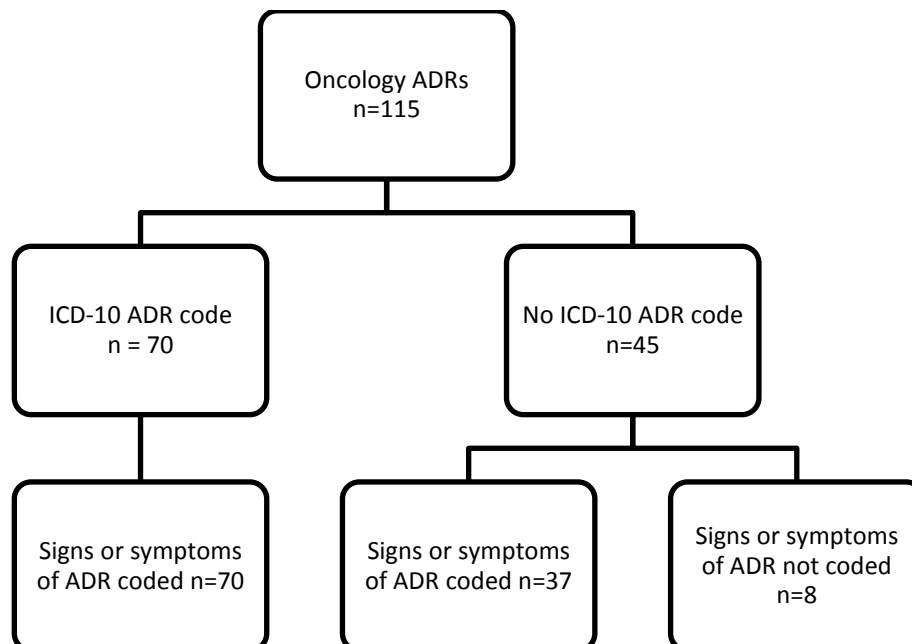 Oncology ADRs
n=115
ICD-10 ADR code
n = 70
No ICD-10 ADR code
n=45
Signs or symptoms
of ADR coded n=70
Signs or symptoms
of ADR coded n=37
Signs or symptoms
of ADR not coded
n=8